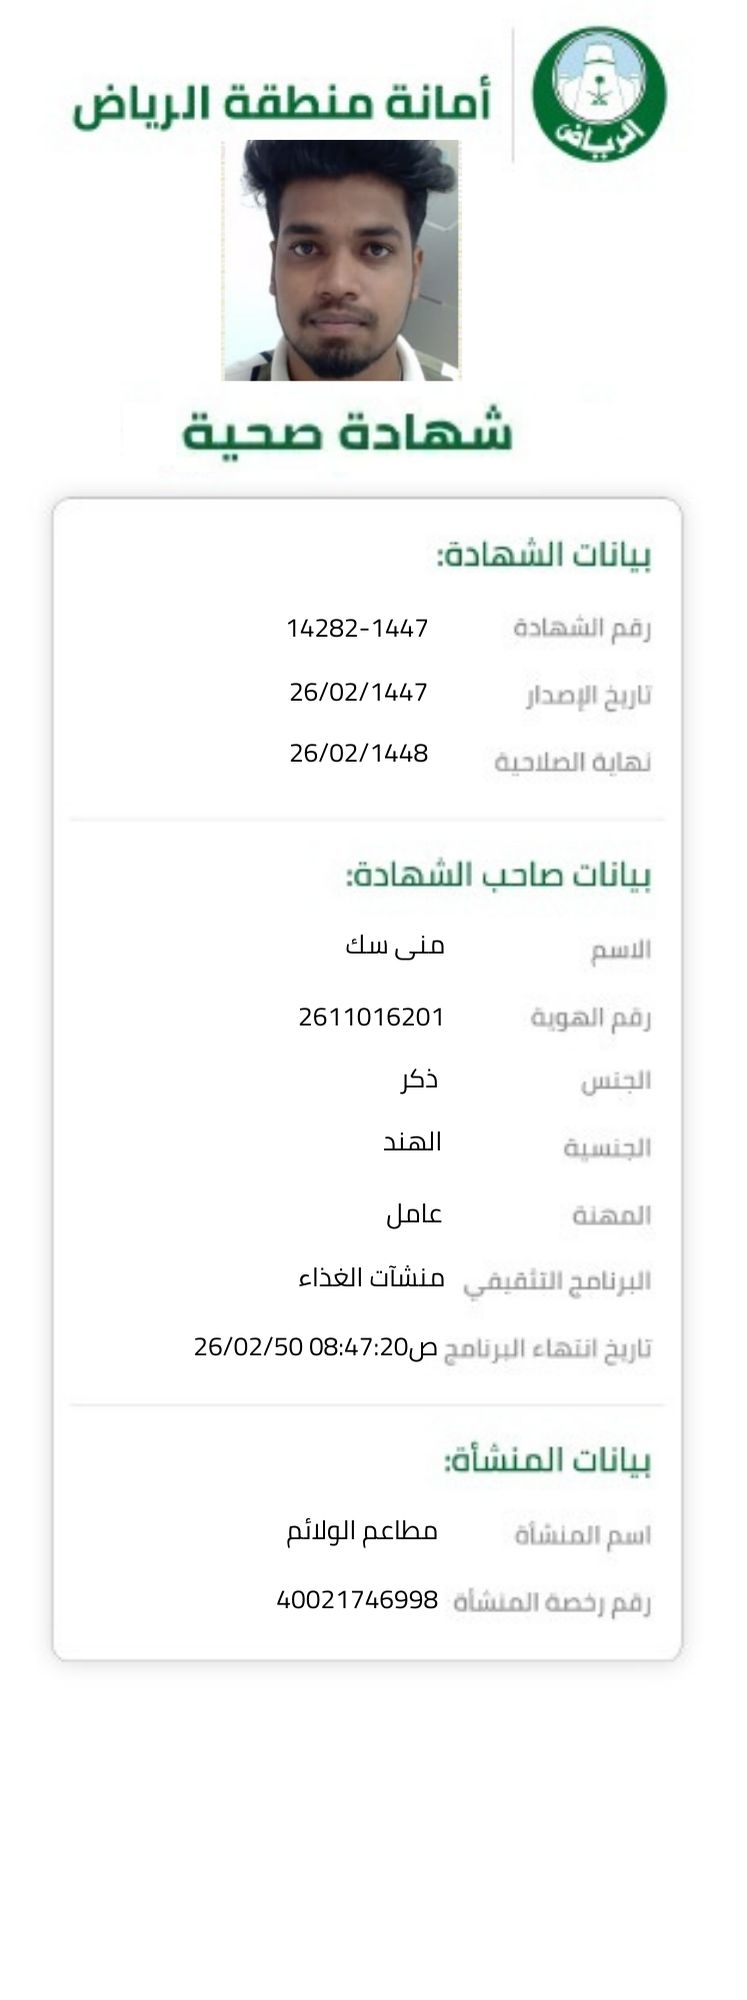 أمانة منطقة الرياض
الرياض
شهادة صحية
بيانات الشهادة:
رقم الشهادة 14282-1447
تاريخ الإصدار 26/02/1447
نهاية الصلاحية 26/02/1448
بيانات صاحب الشهادة:
الاسم منى سك
رقم الهوية 2611016201
الجنس ذكر
الجنسية الهند
المهنة عامل
البرنامج التثقيفي منشآت الغذاء
تاريخ انتهاء البرنامج 26/02/50 08:47:20ص
بيانات المنشأة:
اسم المنشأة مطاعم الولائم
رقم رخصة المنشأة 40021746998